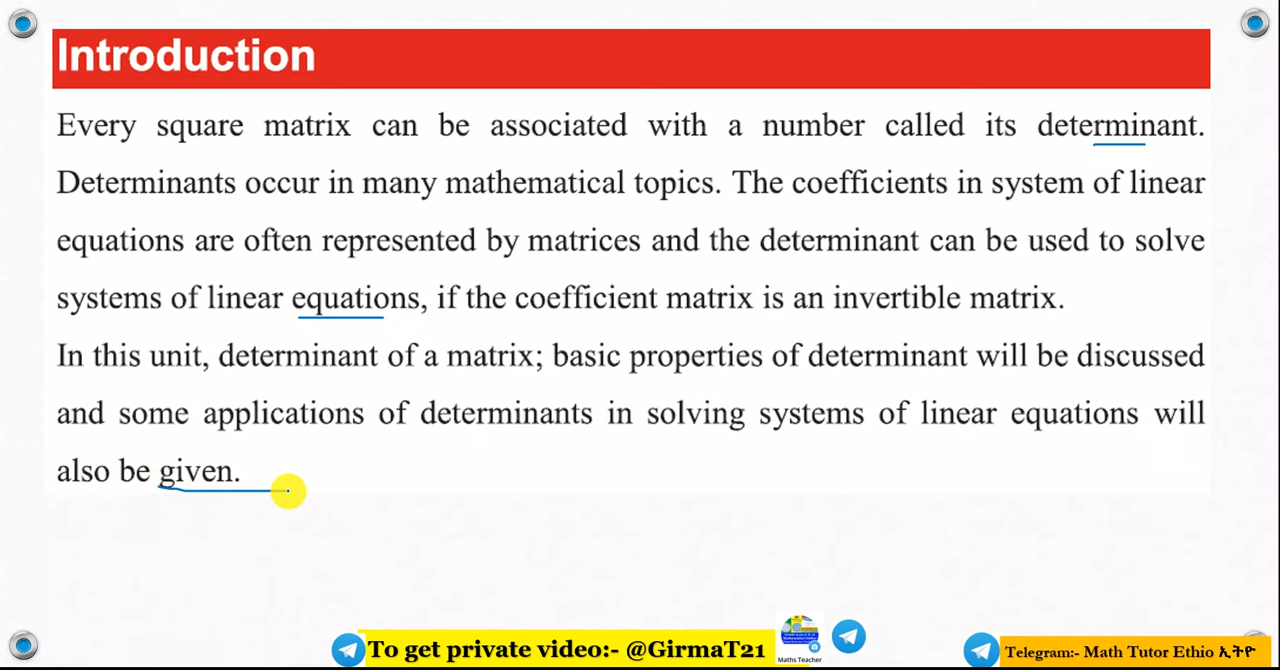 Introduction
Every square matrix can be associated with a number called its determinant.
Determinants occur in many mathematical topics. The coefficients in system of linear
equations are often represented by matrices and the determinant can be used to solve
systems of linear equations, if the coefficient matrix is an invertible matrix.
In this unit, determinant of a matrix; basic properties of determinant will be discussed
and some applications of determinants in solving systems of linear equations will
also be given.
To get private video:- @GirmaT21
Maths Teacher
Telegram:- Math Tutor Ethio ኢትዮ